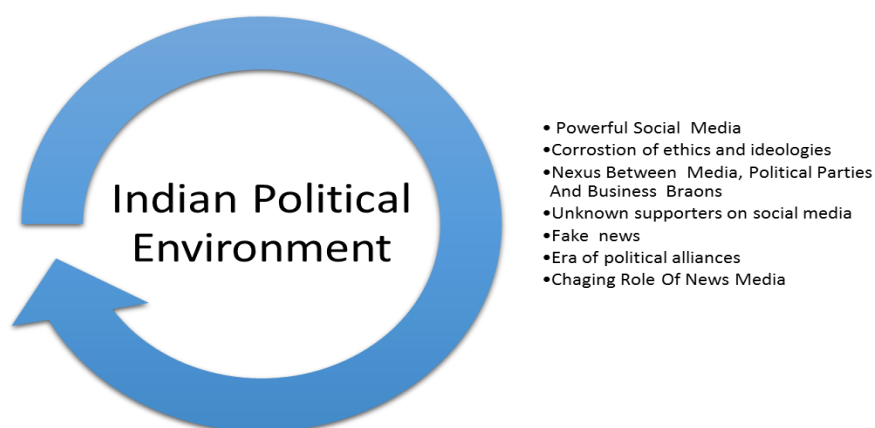 Indian Political
Environment
• Powerful Social Media
•Corrostion of ethics and ideologies
•Nexus Between Media, Political Parties
And Business Braons
•Unknown supporters on social media
•Fake news
•Era of political alliances
•Chaging Role Of News Media